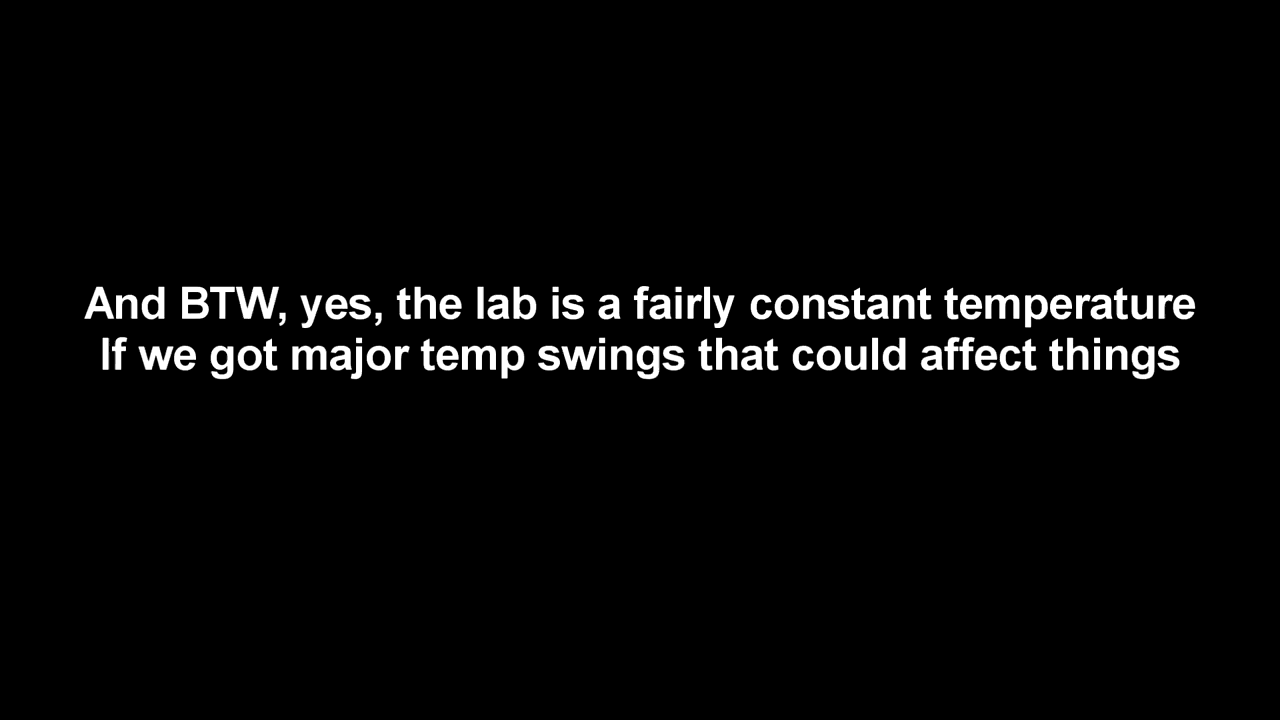 And BTW, yes, the lab is a fairly constant temperature
If we got major temp swings that could affect things